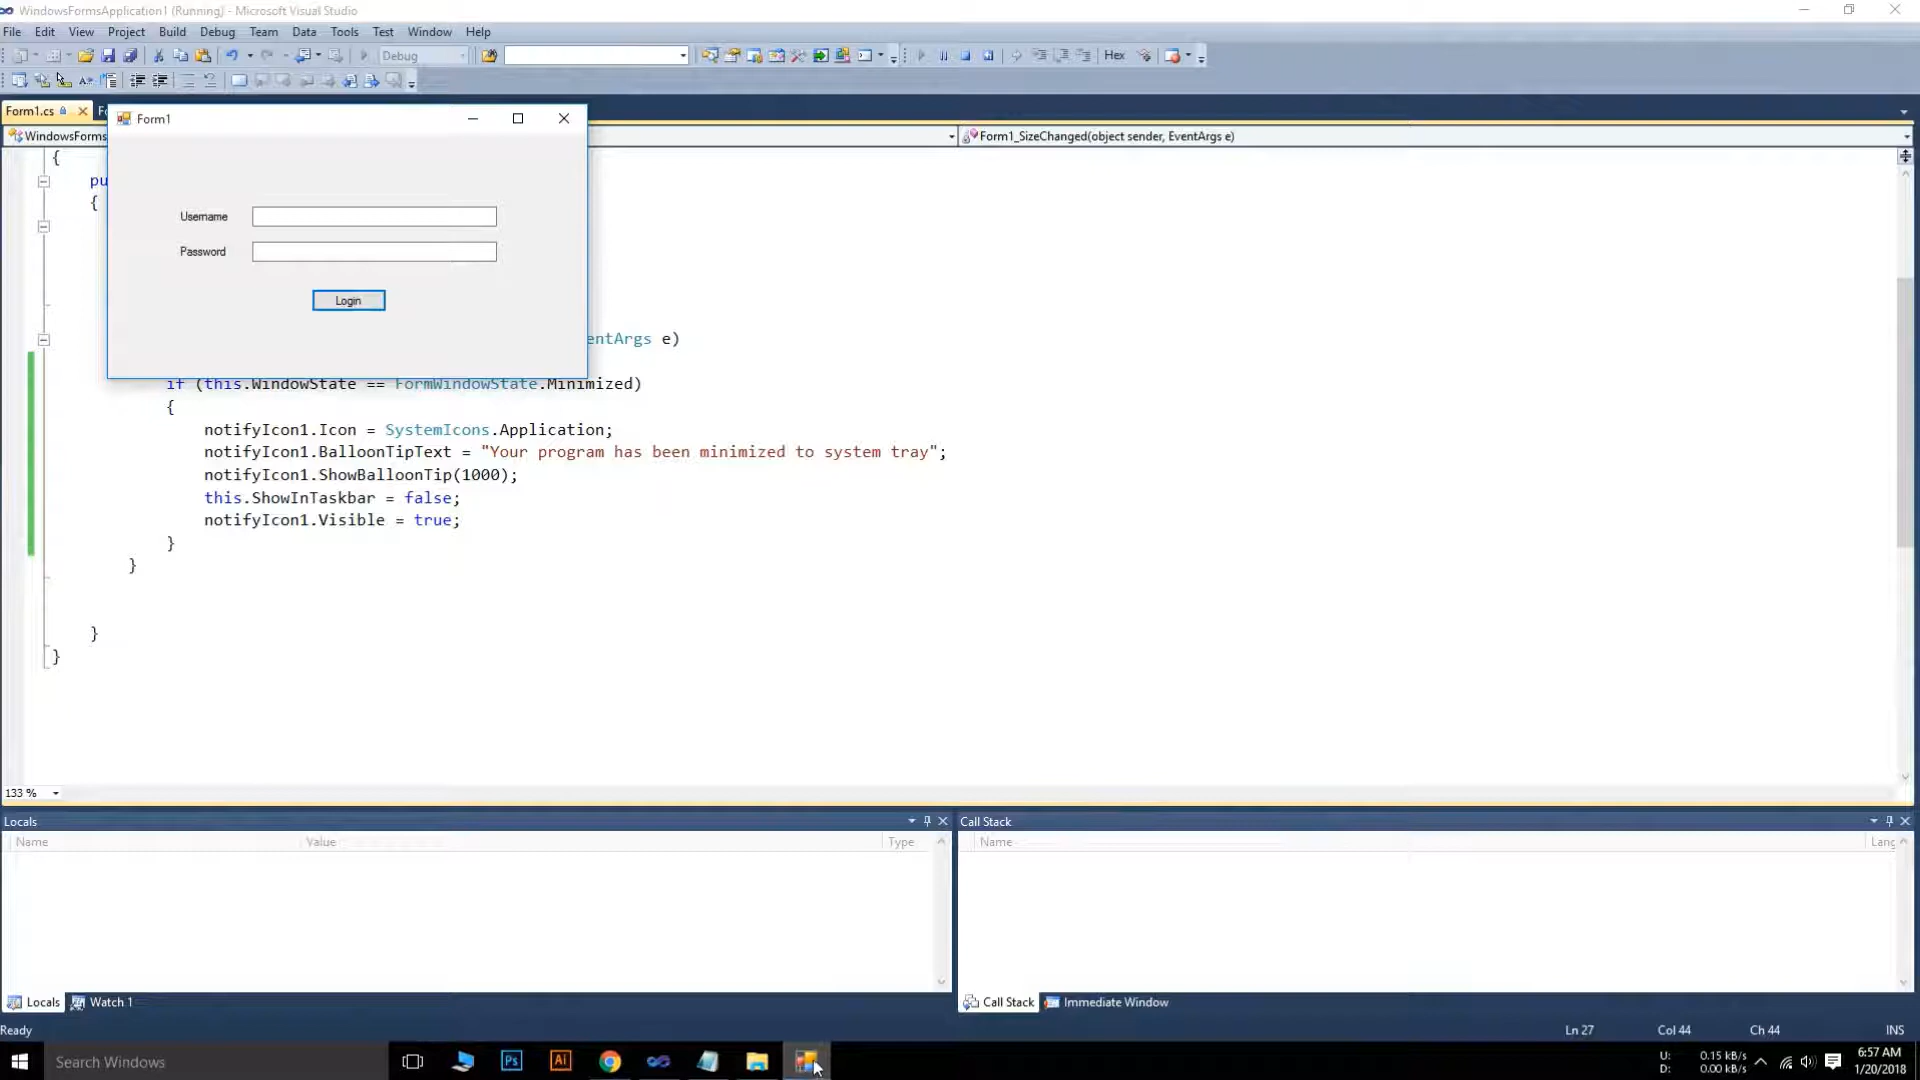 WindowsFormsApplication1 (Running) - Microsoft Visual Studio
File Edit View Project Build Debug Team Data Tools Test Window Help
Debug
Hex
Form1.cs
Form1
WindowsForms
Form1_SizeChanged(object sender, EventArgs e)
{
pu
{
Username
Password
Login
entArgs e)
if (this.WindowState == FormWindowState.Minimized)
{
notifyIcon1.Icon = SystemIcons.Application;
notifyIcon1.BalloonTipText = "Your program has been minimized to system tray";
notifyIcon1.ShowBalloonTip(1000);
this.ShowInTaskbar = false;
notifyIcon1.Visible = true;
}
}
}
}
133 %
Locals
Call Stack
Name Value Type
Name Lang
Locals Watch 1
Call Stack Immediate Window
Ready
Ln 27 Col 44 Ch 44 INS
Search Windows
Ps
Ai
U: 0.15 kB/s
D: 0.00 kB/s
6:57 AM
1/20/2018